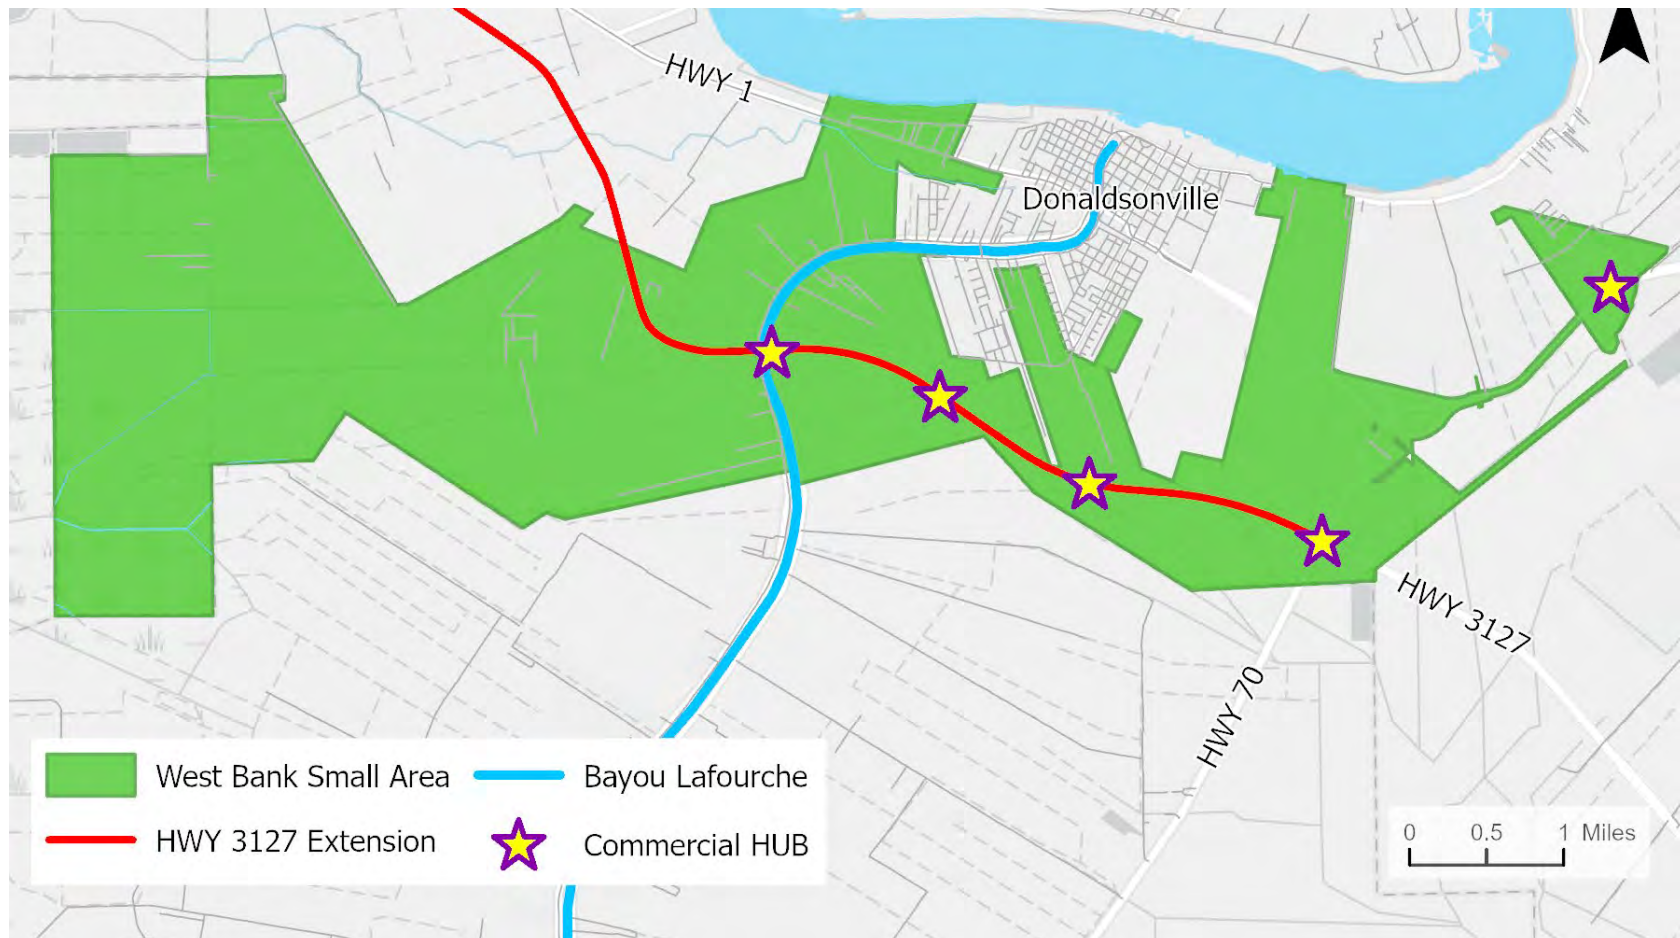 HWY 1
Donaldsonville
HWY 3127
HWY 70
West Bank Small Area
Bayou Lafourche
HWY 3127 Extension
Commercial HUB
0 0.5 1 Miles